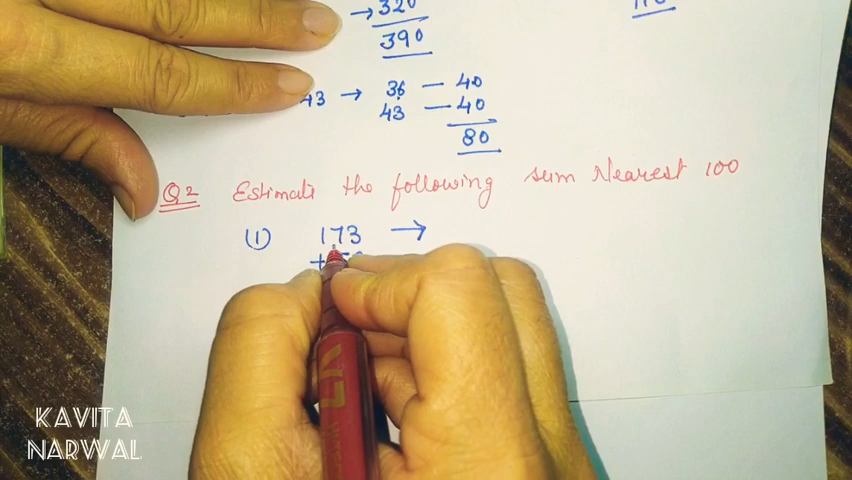 → 320
390
43 → 36 — 40
43 — 40
80
Q2 Estimate the following sum Nearest 100
(1) 173 →
+
KAVITA
NARWAL
V7